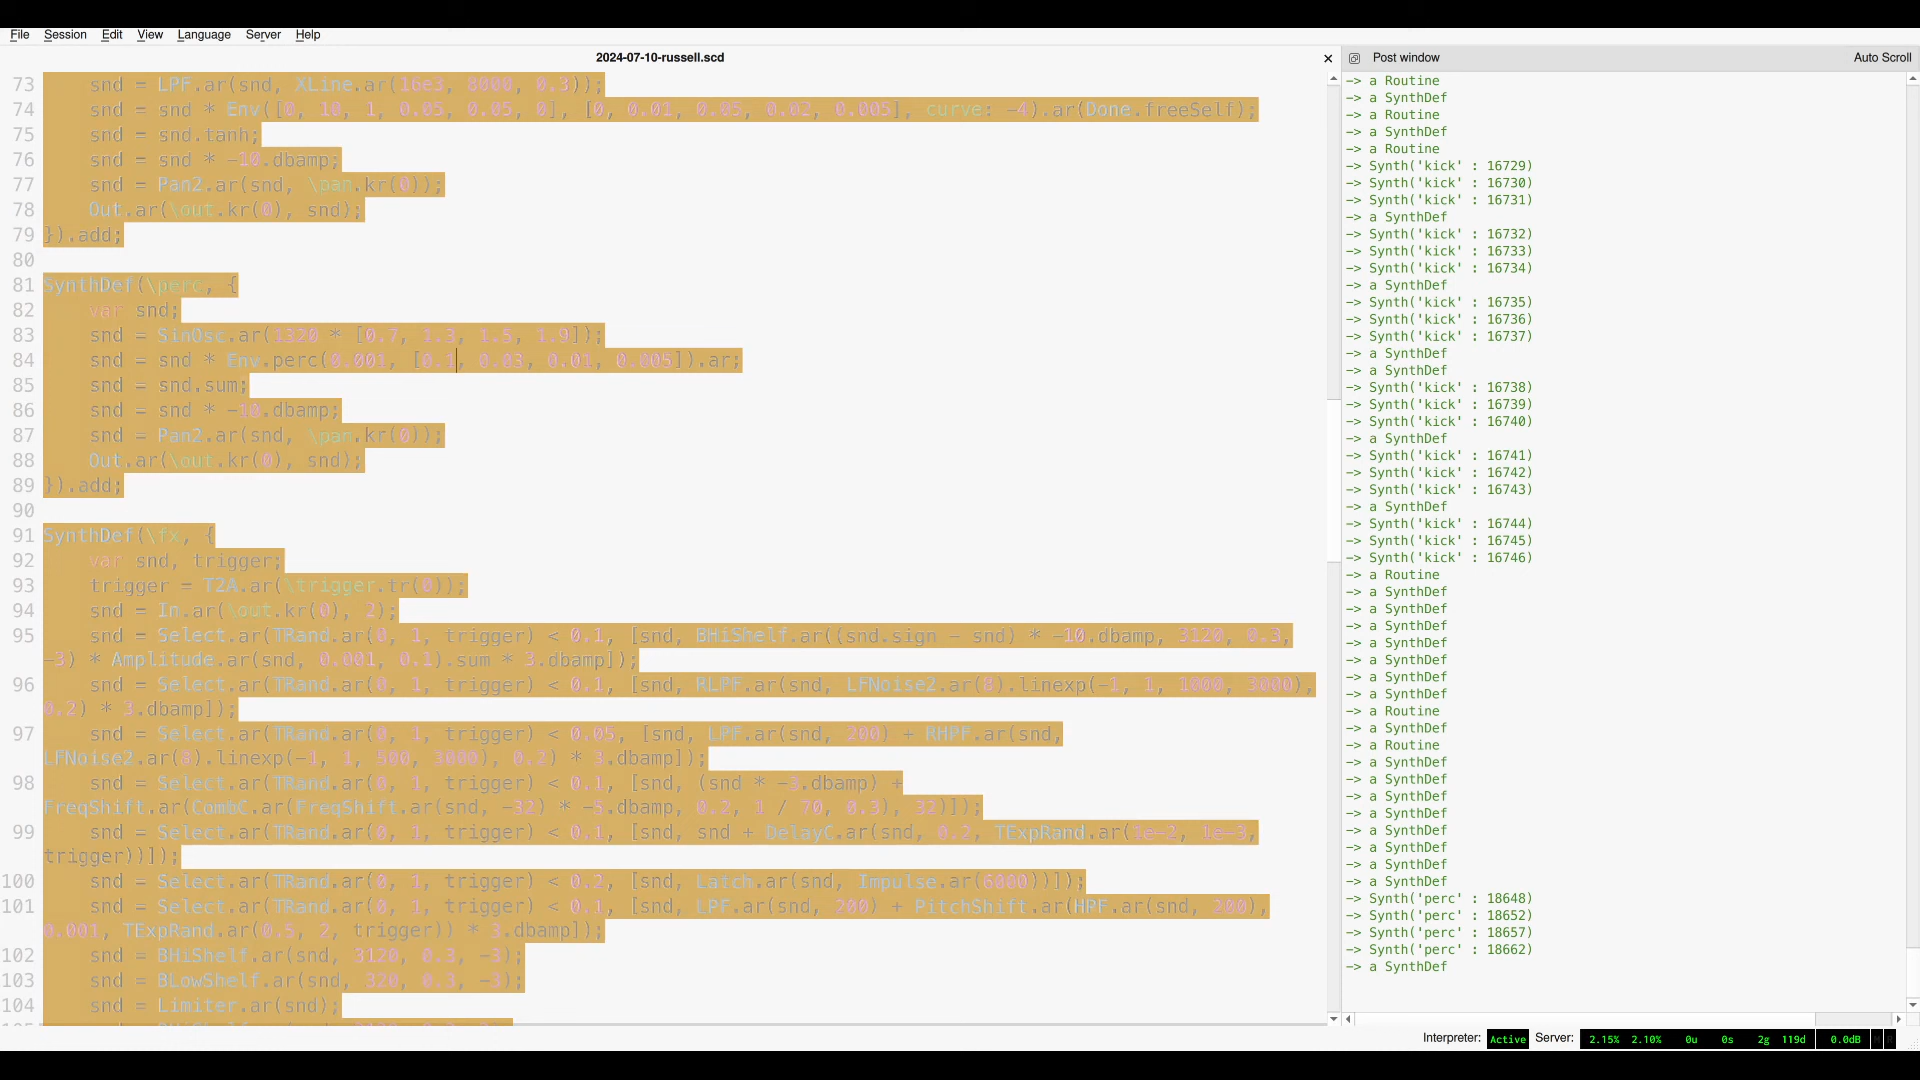 File Session Edit View Language Server Help
2024-07-10-russell.scd
73 snd = LPF.ar(snd, XLine.ar(16e3, 8000, 0.3));
74 snd = snd * Env([0, 10, 1, 0.05, 0.05, 0], [0, 0.01, 0.05, 0.02, 0.005], curve: -4).ar(Done.freeSelf);
75 snd = snd.tanh;
76 snd = snd * -10.dbamp;
77 snd = Pan2.ar(snd, \pan.kr(0));
78 Out.ar(\out.kr(0), snd);
79 }).add;
80
81 SynthDef(\perc, {
82 var snd;
83 snd = SinOsc.ar(1320 * [0.7, 1.3, 1.5, 1.9]);
84 snd = snd * Env.perc(0.001, [0.1, 0.03, 0.01, 0.005]).ar;
85 snd = snd.sum;
86 snd = snd * -10.dbamp;
87 snd = Pan2.ar(snd, \pan.kr(0));
88 Out.ar(\out.kr(0), snd);
89 }).add;
90
91 SynthDef(\fx, {
92 var snd, trigger;
93 trigger = T2A.ar(\trigger.tr(0));
94 snd = In.ar(\out.kr(0), 2);
95 snd = Select.ar(TRand.ar(0, 1, trigger) < 0.1, [snd, BHiShelf.ar((snd.sign - snd) * -10.dbamp, 3120, 0.3,
-3) * Amplitude.ar(snd, 0.001, 0.1).sum * 3.dbamp]);
96 snd = Select.ar(TRand.ar(0, 1, trigger) < 0.1, [snd, RLPF.ar(snd, LFNoise2.ar(8).linexp(-1, 1, 1000, 3000),
0.2) * 3.dbamp]);
97 snd = Select.ar(TRand.ar(0, 1, trigger) < 0.05, [snd, LPF.ar(snd, 200) + RHPF.ar(snd,
LFNoise2.ar(8).linexp(-1, 1, 500, 3000), 0.2) * 3.dbamp]);
98 snd = Select.ar(TRand.ar(0, 1, trigger) < 0.1, [snd, (snd * -3.dbamp) +
FreqShift.ar(CombC.ar(FreqShift.ar(snd, -32) * -5.dbamp, 0.2, 1 / 70, 0.3), 32)]);
99 snd = Select.ar(TRand.ar(0, 1, trigger) < 0.1, [snd, snd + DelayC.ar(snd, 0.2, TExpRand.ar(1e-2, 1e-3,
trigger))]);
100 snd = Select.ar(TRand.ar(0, 1, trigger) < 0.2, [snd, Latch.ar(snd, Impulse.ar(6000))]);
101 snd = Select.ar(TRand.ar(0, 1, trigger) < 0.1, [snd, LPF.ar(snd, 200) + PitchShift.ar(HPF.ar(snd, 200),
0.001, TExpRand.ar(0.5, 2, trigger)) * 3.dbamp]);
102 snd = BHiShelf.ar(snd, 3120, 0.3, -3);
103 snd = BLowShelf.ar(snd, 320, 0.3, -3);
104 snd = Limiter.ar(snd);
Post window Auto Scroll
-> a Routine
-> a SynthDef
-> a Routine
-> a SynthDef
-> a Routine
-> Synth('kick' : 16729)
-> Synth('kick' : 16730)
-> Synth('kick' : 16731)
-> a SynthDef
-> Synth('kick' : 16732)
-> Synth('kick' : 16733)
-> Synth('kick' : 16734)
-> a SynthDef
-> Synth('kick' : 16735)
-> Synth('kick' : 16736)
-> Synth('kick' : 16737)
-> a SynthDef
-> a SynthDef
-> Synth('kick' : 16738)
-> Synth('kick' : 16739)
-> Synth('kick' : 16740)
-> a SynthDef
-> Synth('kick' : 16741)
-> Synth('kick' : 16742)
-> Synth('kick' : 16743)
-> a SynthDef
-> Synth('kick' : 16744)
-> Synth('kick' : 16745)
-> Synth('kick' : 16746)
-> a Routine
-> a SynthDef
-> a SynthDef
-> a SynthDef
-> a SynthDef
-> a SynthDef
-> a SynthDef
-> a SynthDef
-> a Routine
-> a SynthDef
-> a Routine
-> a SynthDef
-> a SynthDef
-> a SynthDef
-> a SynthDef
-> a SynthDef
-> a SynthDef
-> a SynthDef
-> a SynthDef
-> Synth('perc' : 18648)
-> Synth('perc' : 18652)
-> Synth('perc' : 18657)
-> Synth('perc' : 18662)
-> a SynthDef
Interpreter: Active Server: 2.15% 2.10% 0u 0s 2g 119d 0.0dB